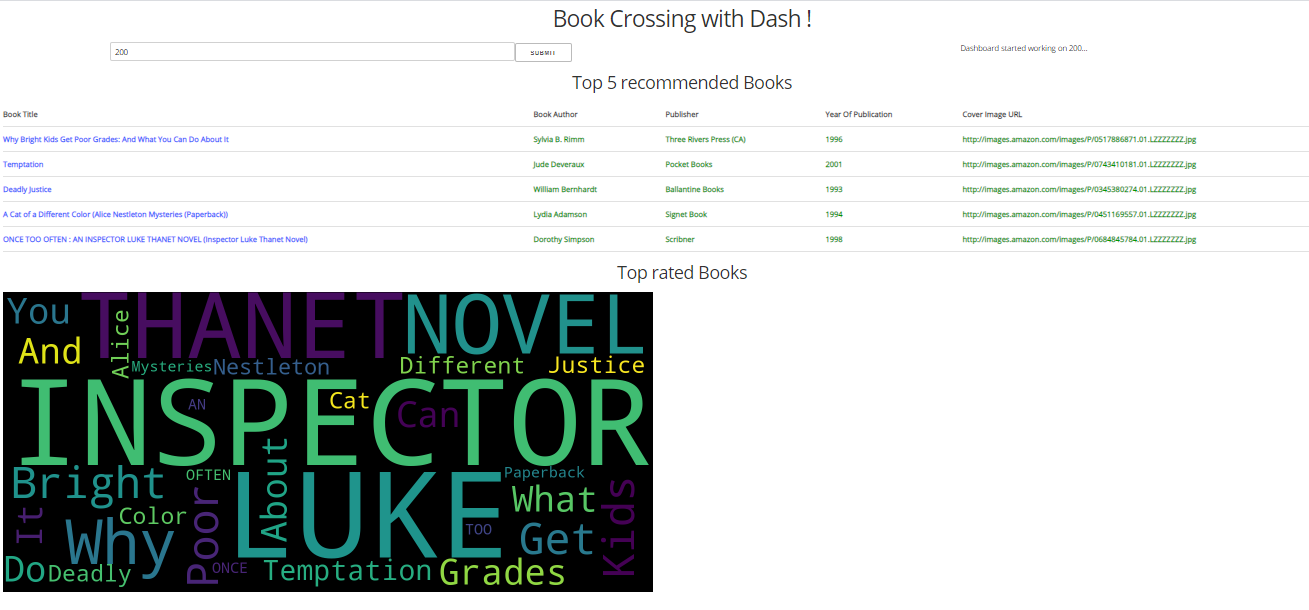 Book Crossing with Dash !
200 SUBMIT Dashboard started working on 200...
Top 5 recommended Books
Book Title Book Author Publisher Year Of Publication Cover Image URL
Why Bright Kids Get Poor Grades: And What You Can Do About It Sylvia B. Rimm Three Rivers Press (CA) 1996 http://images.amazon.com/images/P/0517886871.01.LZZZZZZZ.jpg
Temptation Jude Deveraux Pocket Books 2001 http://images.amazon.com/images/P/0743410181.01.LZZZZZZZ.jpg
Deadly Justice William Bernhardt Ballantine Books 1993 http://images.amazon.com/images/P/0345380274.01.LZZZZZZZ.jpg
A Cat of a Different Color (Alice Nestleton Mysteries (Paperback)) Lydia Adamson Signet Book 1994 http://images.amazon.com/images/P/0451169557.01.LZZZZZZZ.jpg
ONCE TOO OFTEN : AN INSPECTOR LUKE THANET NOVEL (Inspector Luke Thanet Novel) Dorothy Simpson Scribner 1998 http://images.amazon.com/images/P/0684845784.01.LZZZZZZZ.jpg
Top rated Books
You THANET NOVEL
And Alice Mysteries Nestleton Different Justice
INSPECTOR
AN Cat Can
Bright OFTEN About LUKE Paperback
What Kids
It Color Poor TOO
Why Get
Do Deadly ONCE Temptation Grades